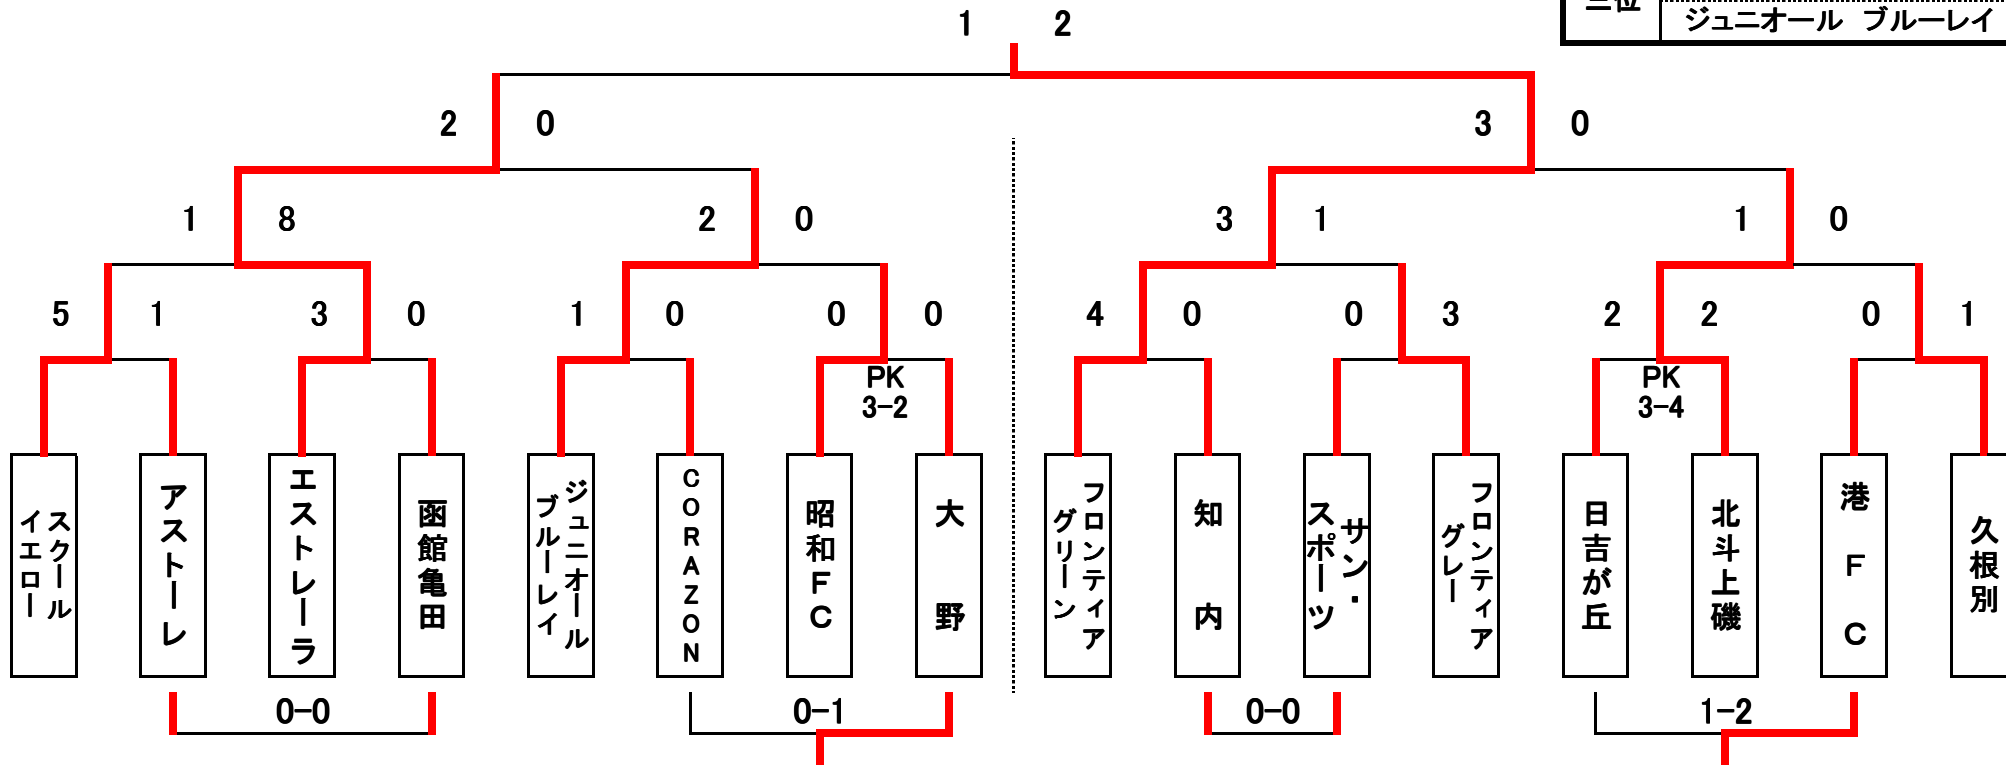 三位
ジュニオール ブルーレイ
1 2
2 0
3 0
1 8
2 0
3 1
1 0
5 1
3 0
1 0
0 0
4 0
0 3
2 2
0 1
PK
3-2
PK
3-4
スクール
イエロー
アストーレ
エストレーラ
函館亀田
ジュニオール
ブルーレイ
CORAZON
昭和FC
大野
フロンティア
グリーン
知内
サン・
スポーツ
フロンティア
グレー
日吉が丘
北斗上磯
港FC
久根別
0-0
0-1
0-0
1-2